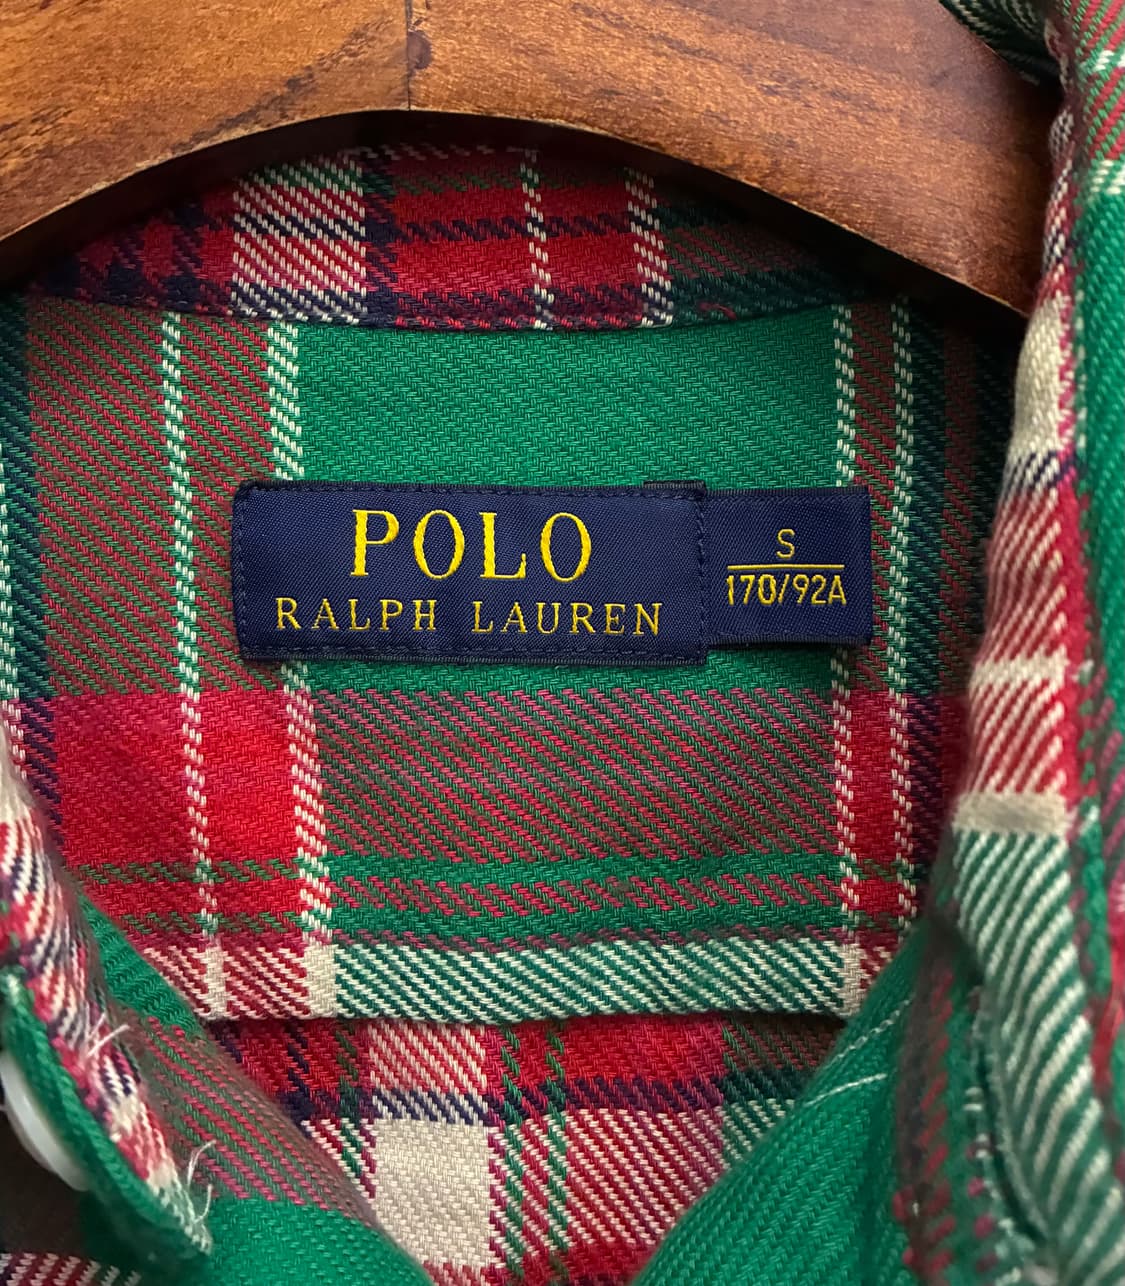 POLO
RALPH LAUREN
S
170/92A